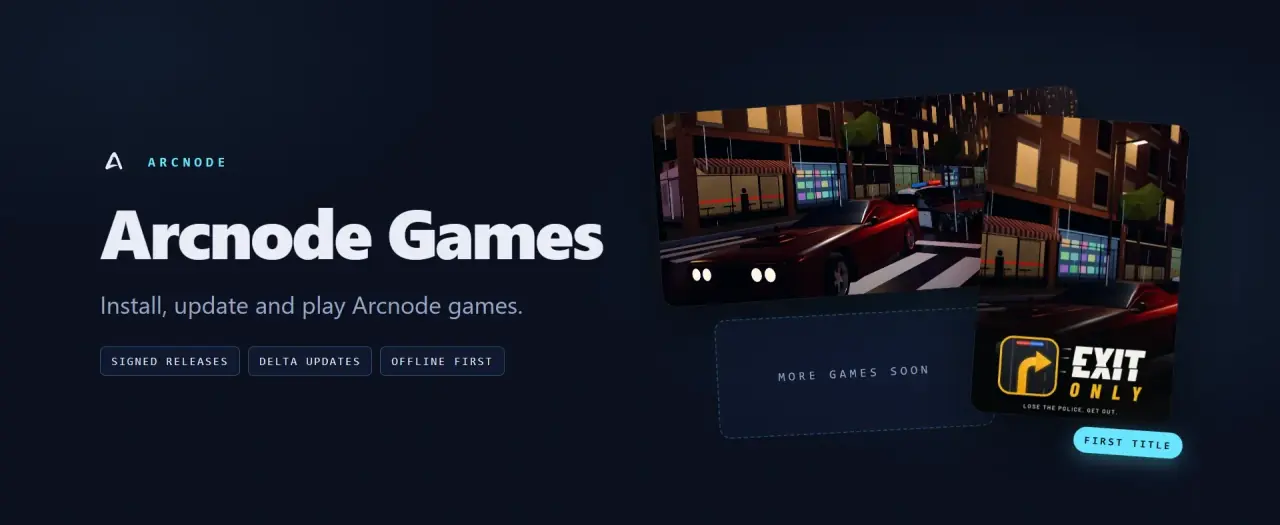 ARCNODE
Arcnode Games
Install, update and play Arcnode games.
SIGNED RELEASES
DELTA UPDATES
OFFLINE FIRST
MORE GAMES SOON
EXIT
ONLY
LOSE THE POLICE. GET OUT.
FIRST TITLE